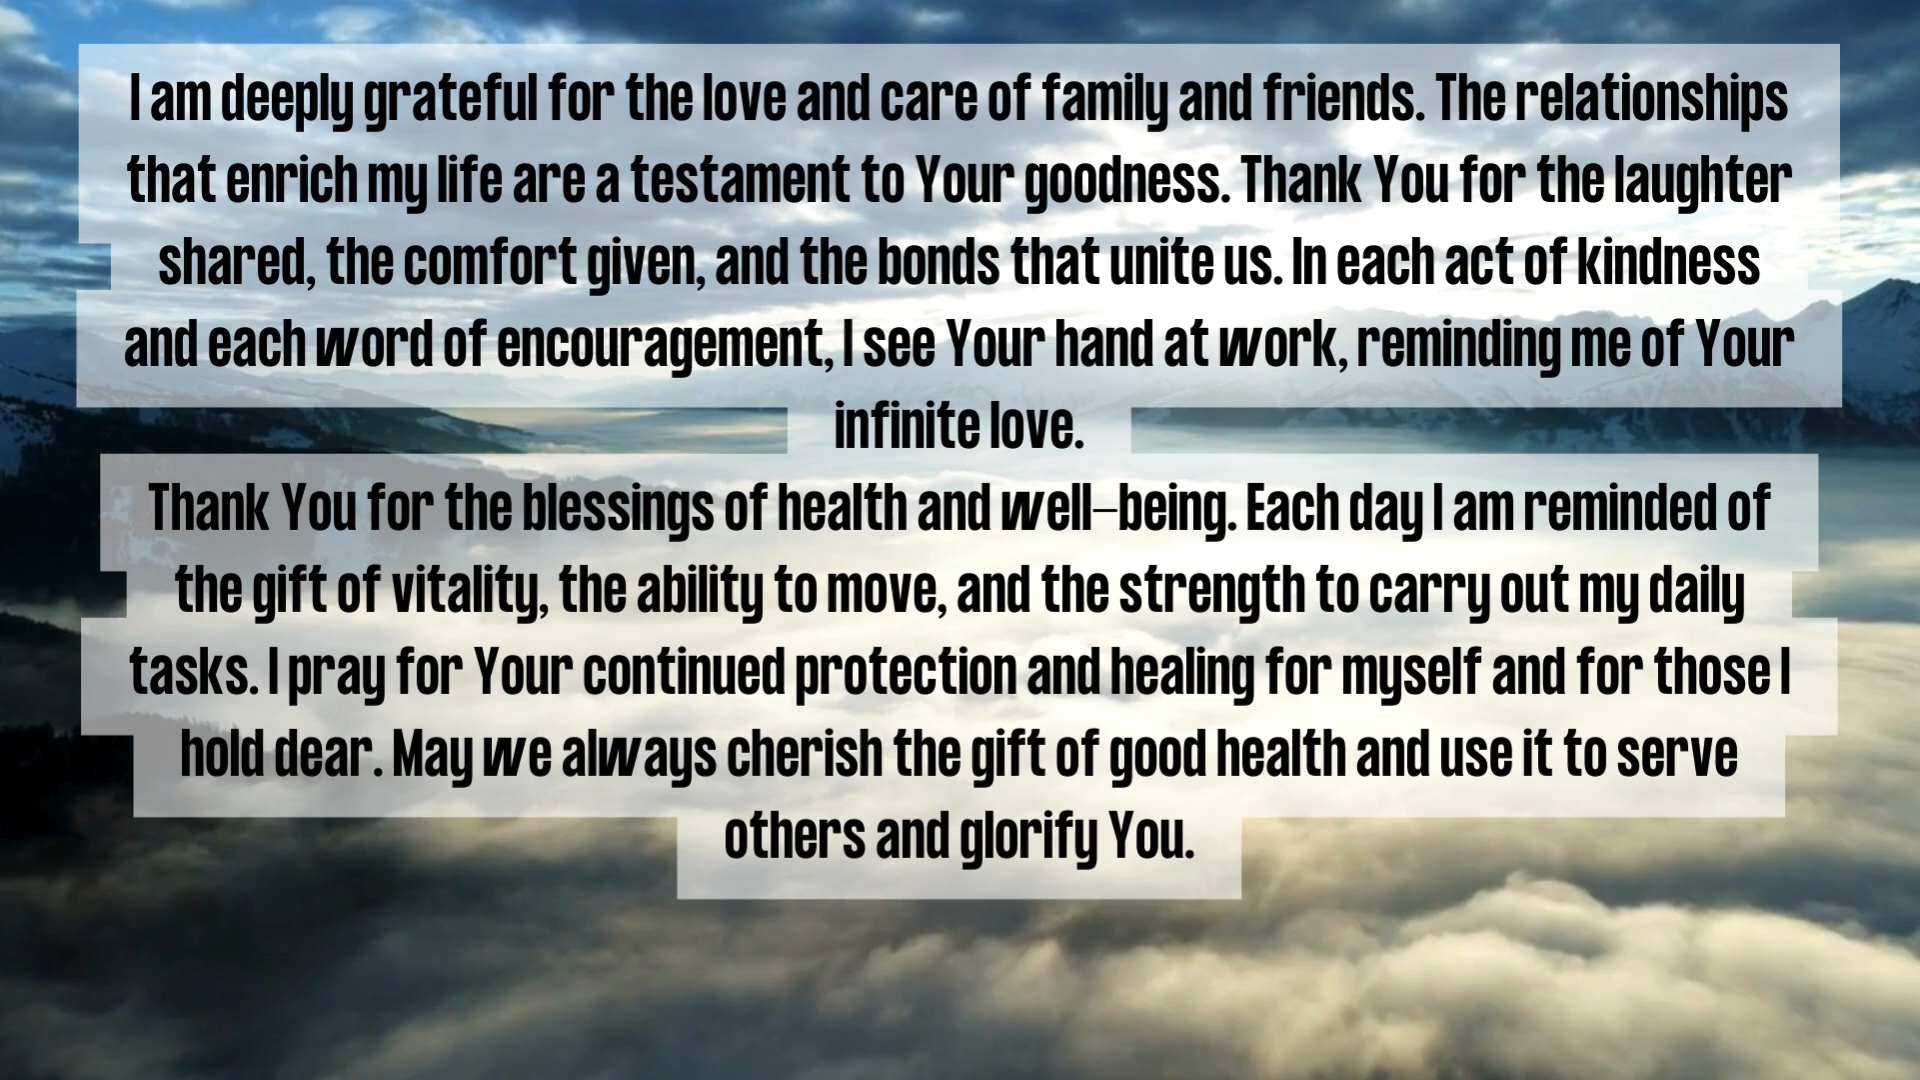 I am deeply grateful for the love and care of family and friends. The relationships
that enrich my life are a testament to Your goodness. Thank You for the laughter
shared, the comfort given, and the bonds that unite us. In each act of kindness
and each word of encouragement, I see Your hand at work, reminding me of Your
infinite love.
Thank You for the blessings of health and well-being. Each day I am reminded of
the gift of vitality, the ability to move, and the strength to carry out my daily
tasks. I pray for Your continued protection and healing for myself and for those I
hold dear. May we always cherish the gift of good health and use it to serve
others and glorify You.